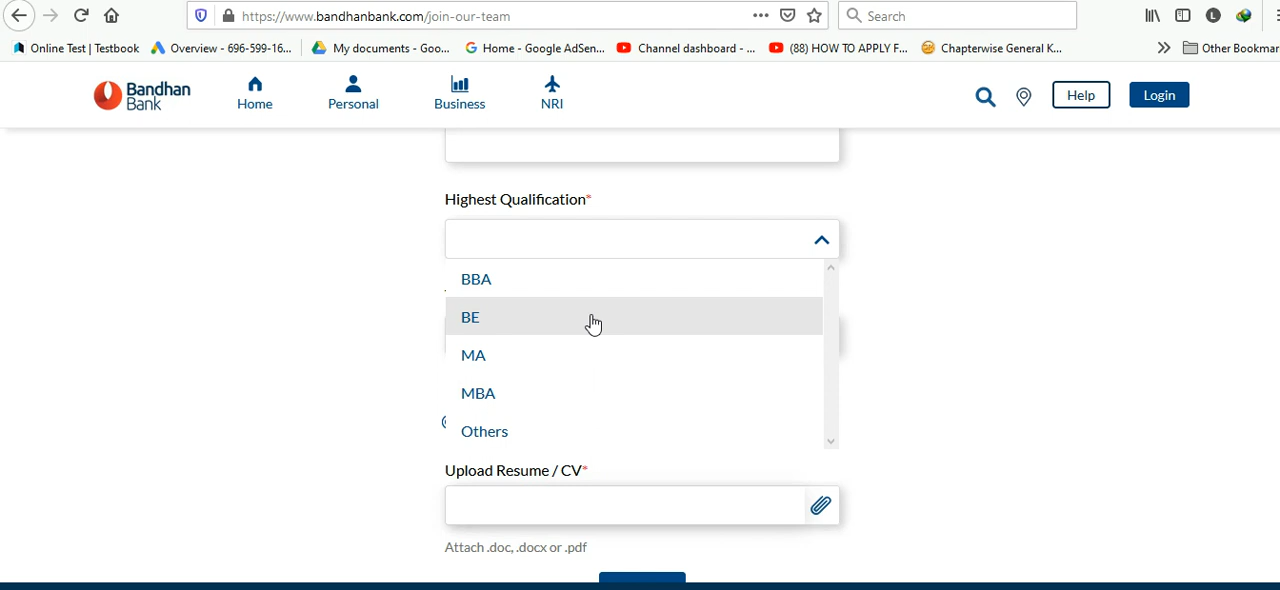 https://www.bandhanbank.com/join-our-team
Search
L
Online Test | Testbook
Overview - 696-599-16...
My documents - Goo...
Home - Google AdSen...
Channel dashboard - ...
(88) HOW TO APPLY F...
Chapterwise General K...
Other Bookmar
Bandhan
Bank
Home
Personal
Business
NRI
Help
Login
Highest Qualification*
BBA
BE
MA
MBA
Others
Upload Resume / CV*
Attach .doc, .docx or .pdf